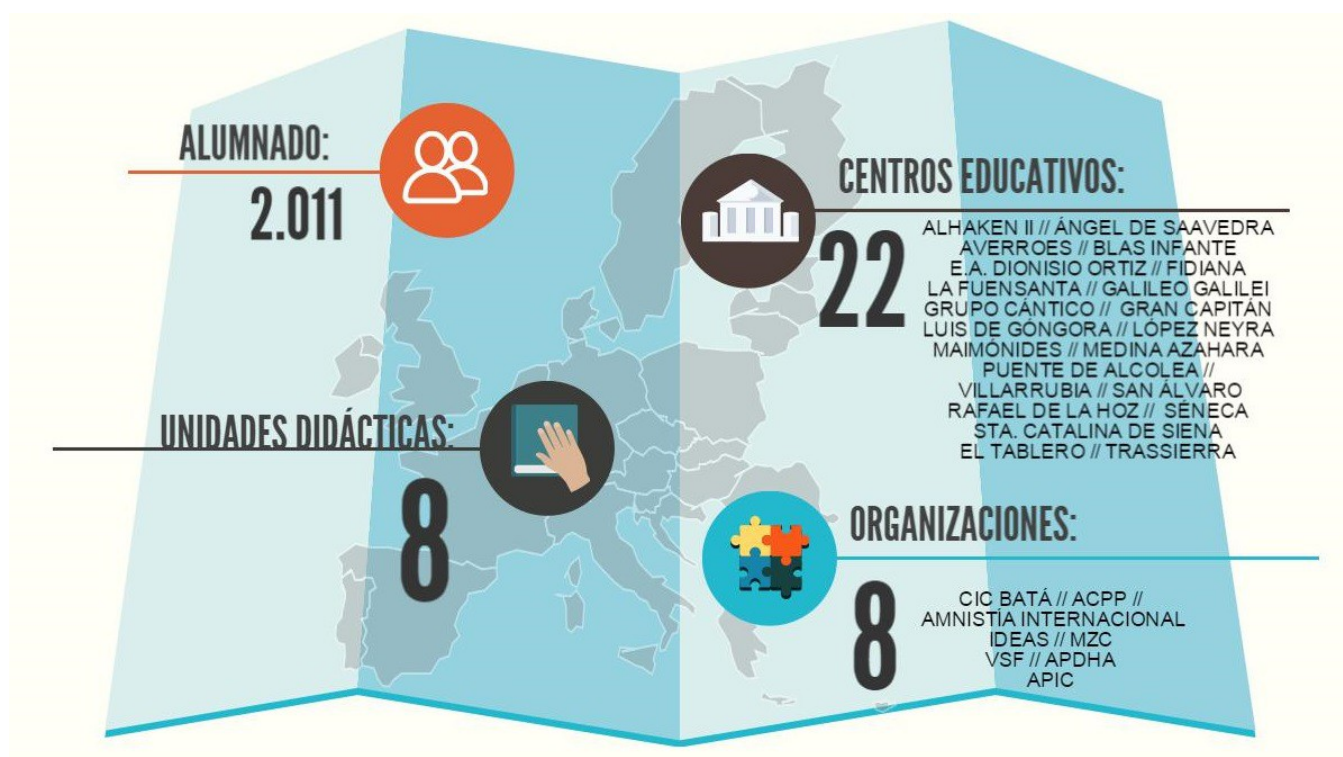 ALUMNADO:
2.011
UNIDADES DIDÁCTICAS:
8
CENTROS EDUCATIVOS:
22
ALHAKEN II // ÁNGEL DE SAAVEDRA
AVERROES // BLAS INFANTE
E.A. DIONISIO ORTIZ // FIDIANA
LA FUENSANTA // GALILEO GALILEI
GRUPO CÁNTICO // GRAN CAPITÁN
LUIS DE GÓNGORA // LÓPEZ NEYRA
MAIMÓNIDES // MEDINA AZAHARA
PUENTE DE ALCOLEA //
VILLARRUBIA // SAN ÁLVARO
RAFAEL DE LA HOZ // SÉNECA
STA. CATALINA DE SIENA
EL TABLERO // TRASSIERRA
ORGANIZACIONES:
8
CIC BATÁ // ACPP //
AMNISTÍA INTERNACIONAL
IDEAS // MZC
VSF // APDHA
APIC